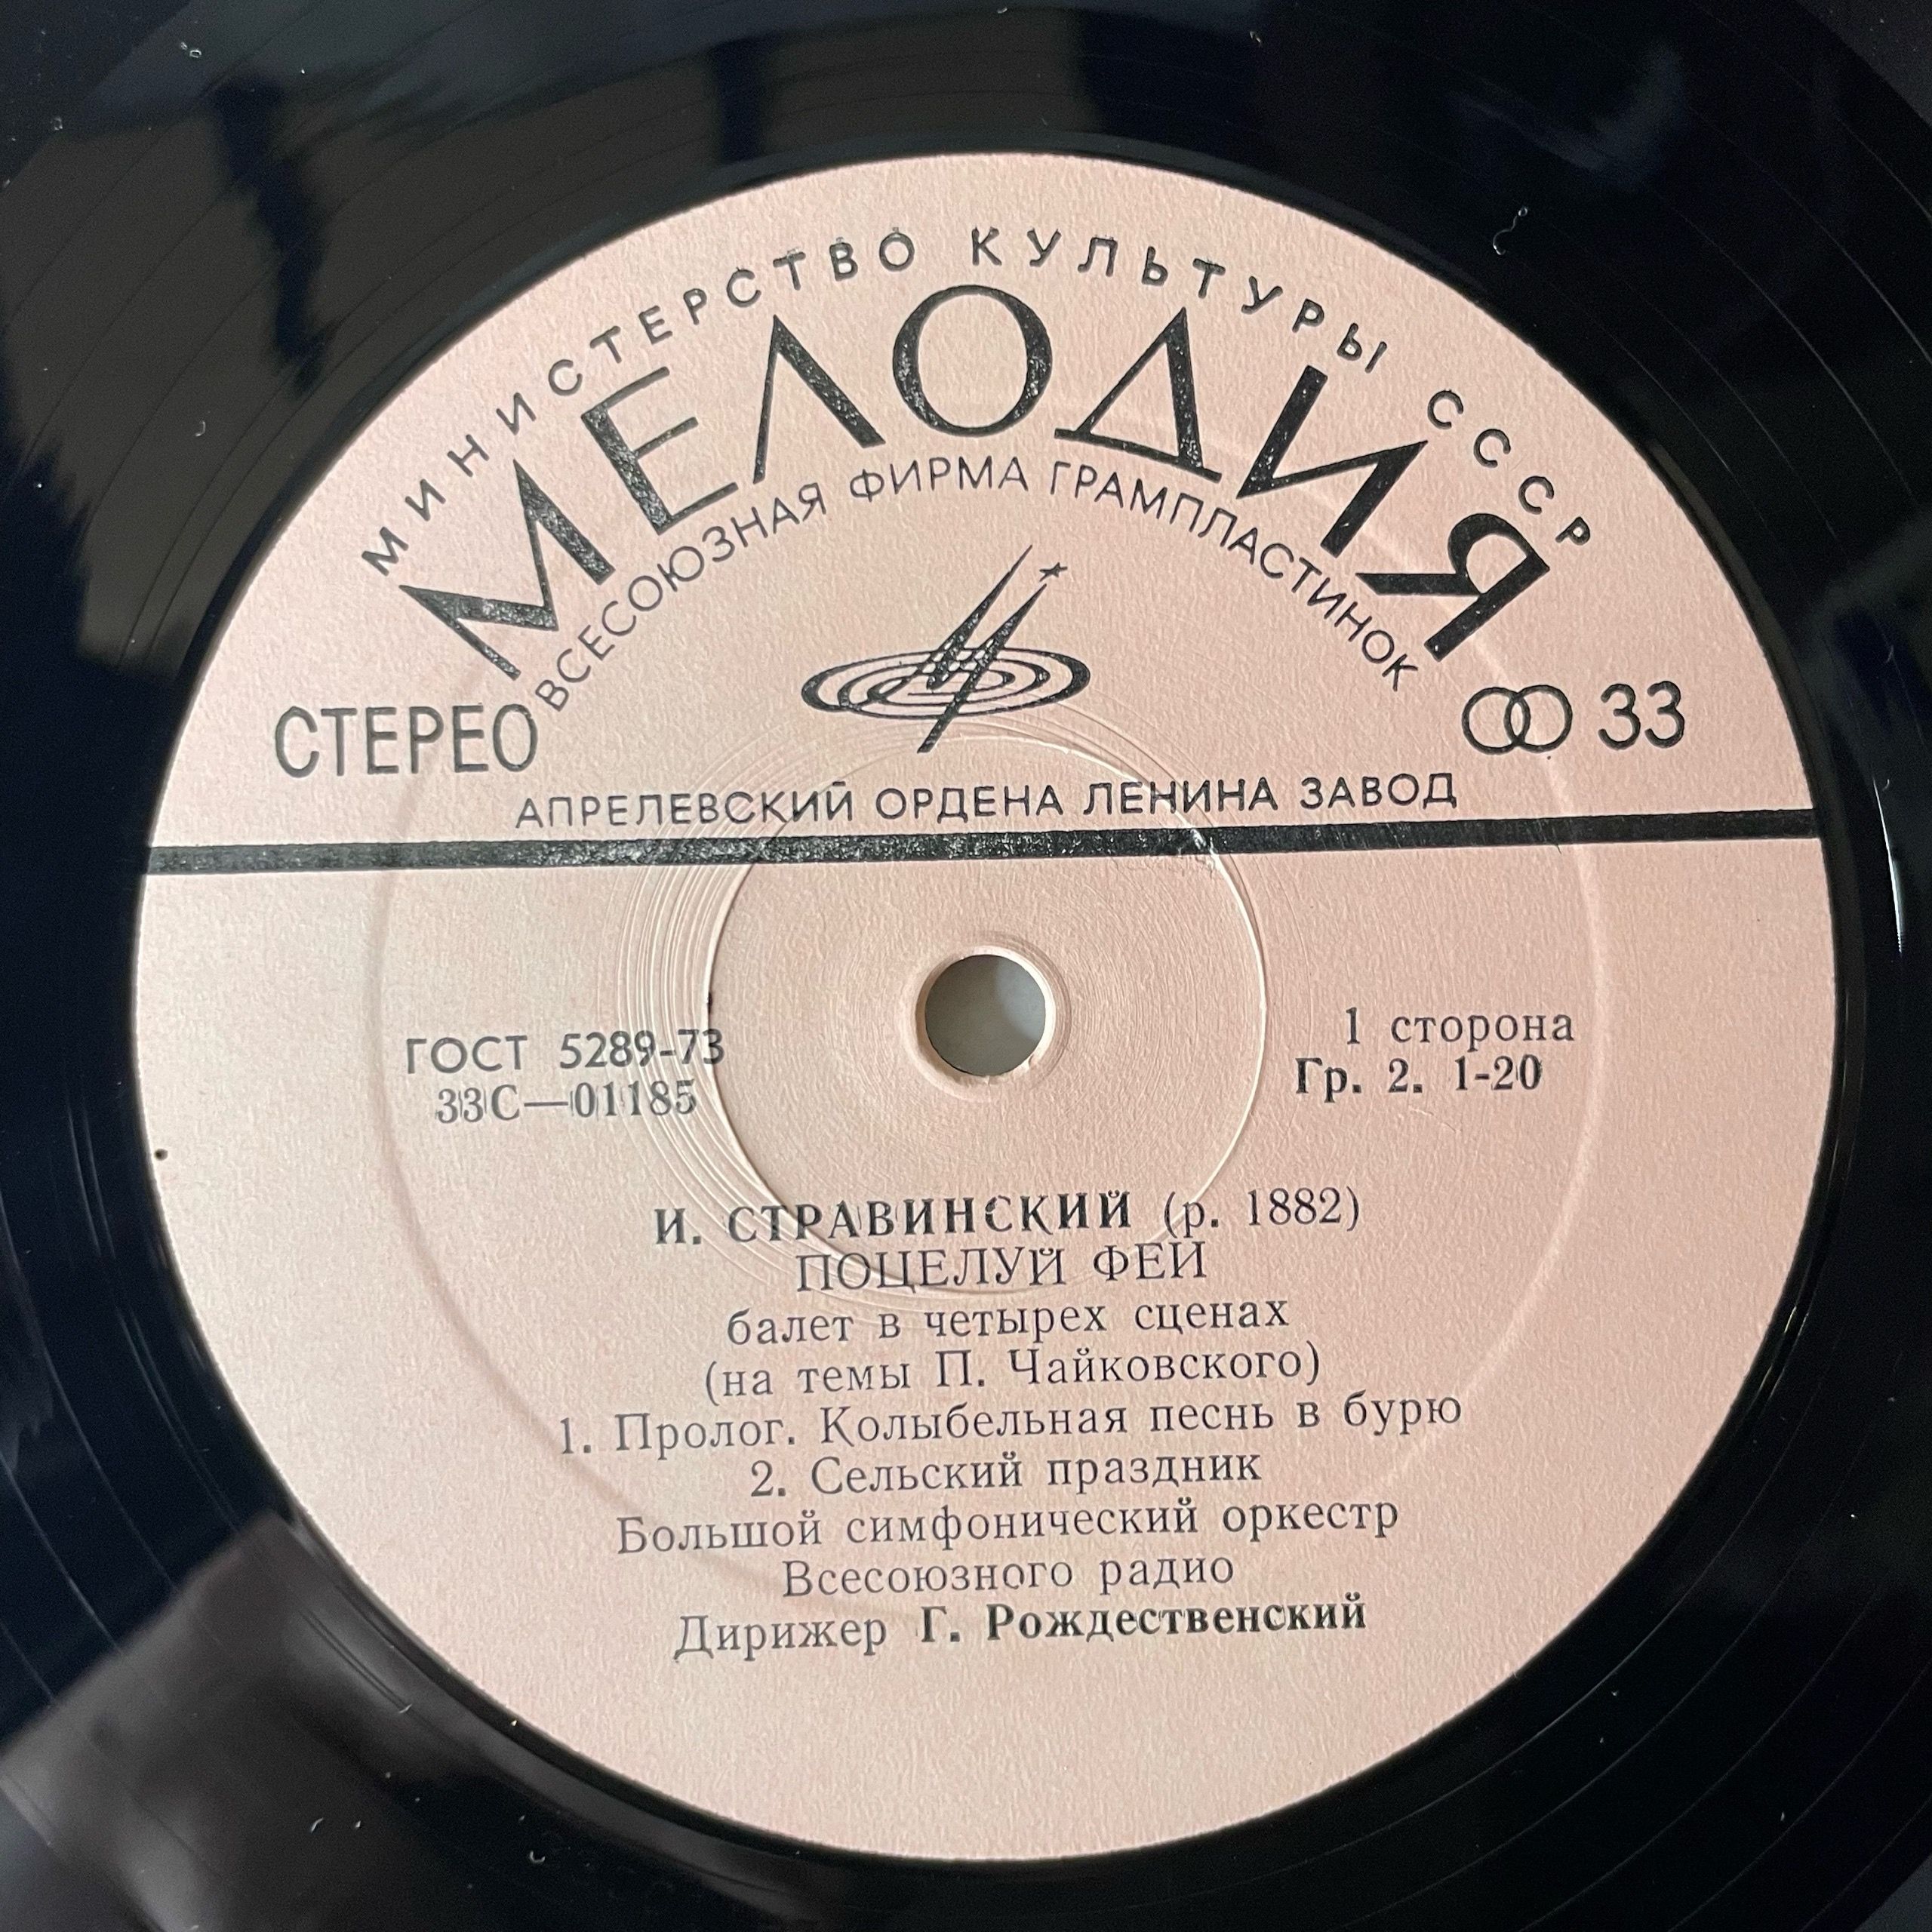 МИНИСТЕРСТВО КУЛЬТУРЫ СССР
МЕЛОДИЯ
ВСЕСОЮЗНАЯ ФИРМА ГРАМПЛАСТИНОК
СТЕРЕО
33
АПРЕЛЕВСКИЙ ОРДЕНА ЛЕНИНА ЗАВОД
ГОСТ 5289-73
33С—01185
1 сторона
Гр. 2. 1-20
И. СТРАВИНСКИЙ (р. 1882)
ПОЦЕЛУЙ ФЕИ
балет в четырех сценах
(на темы П. Чайковского)
1. Пролог. Колыбельная песнь в бурю
2. Сельский праздник
Большой симфонический оркестр
Всесоюзного радио
Дирижер Г. Рождественский